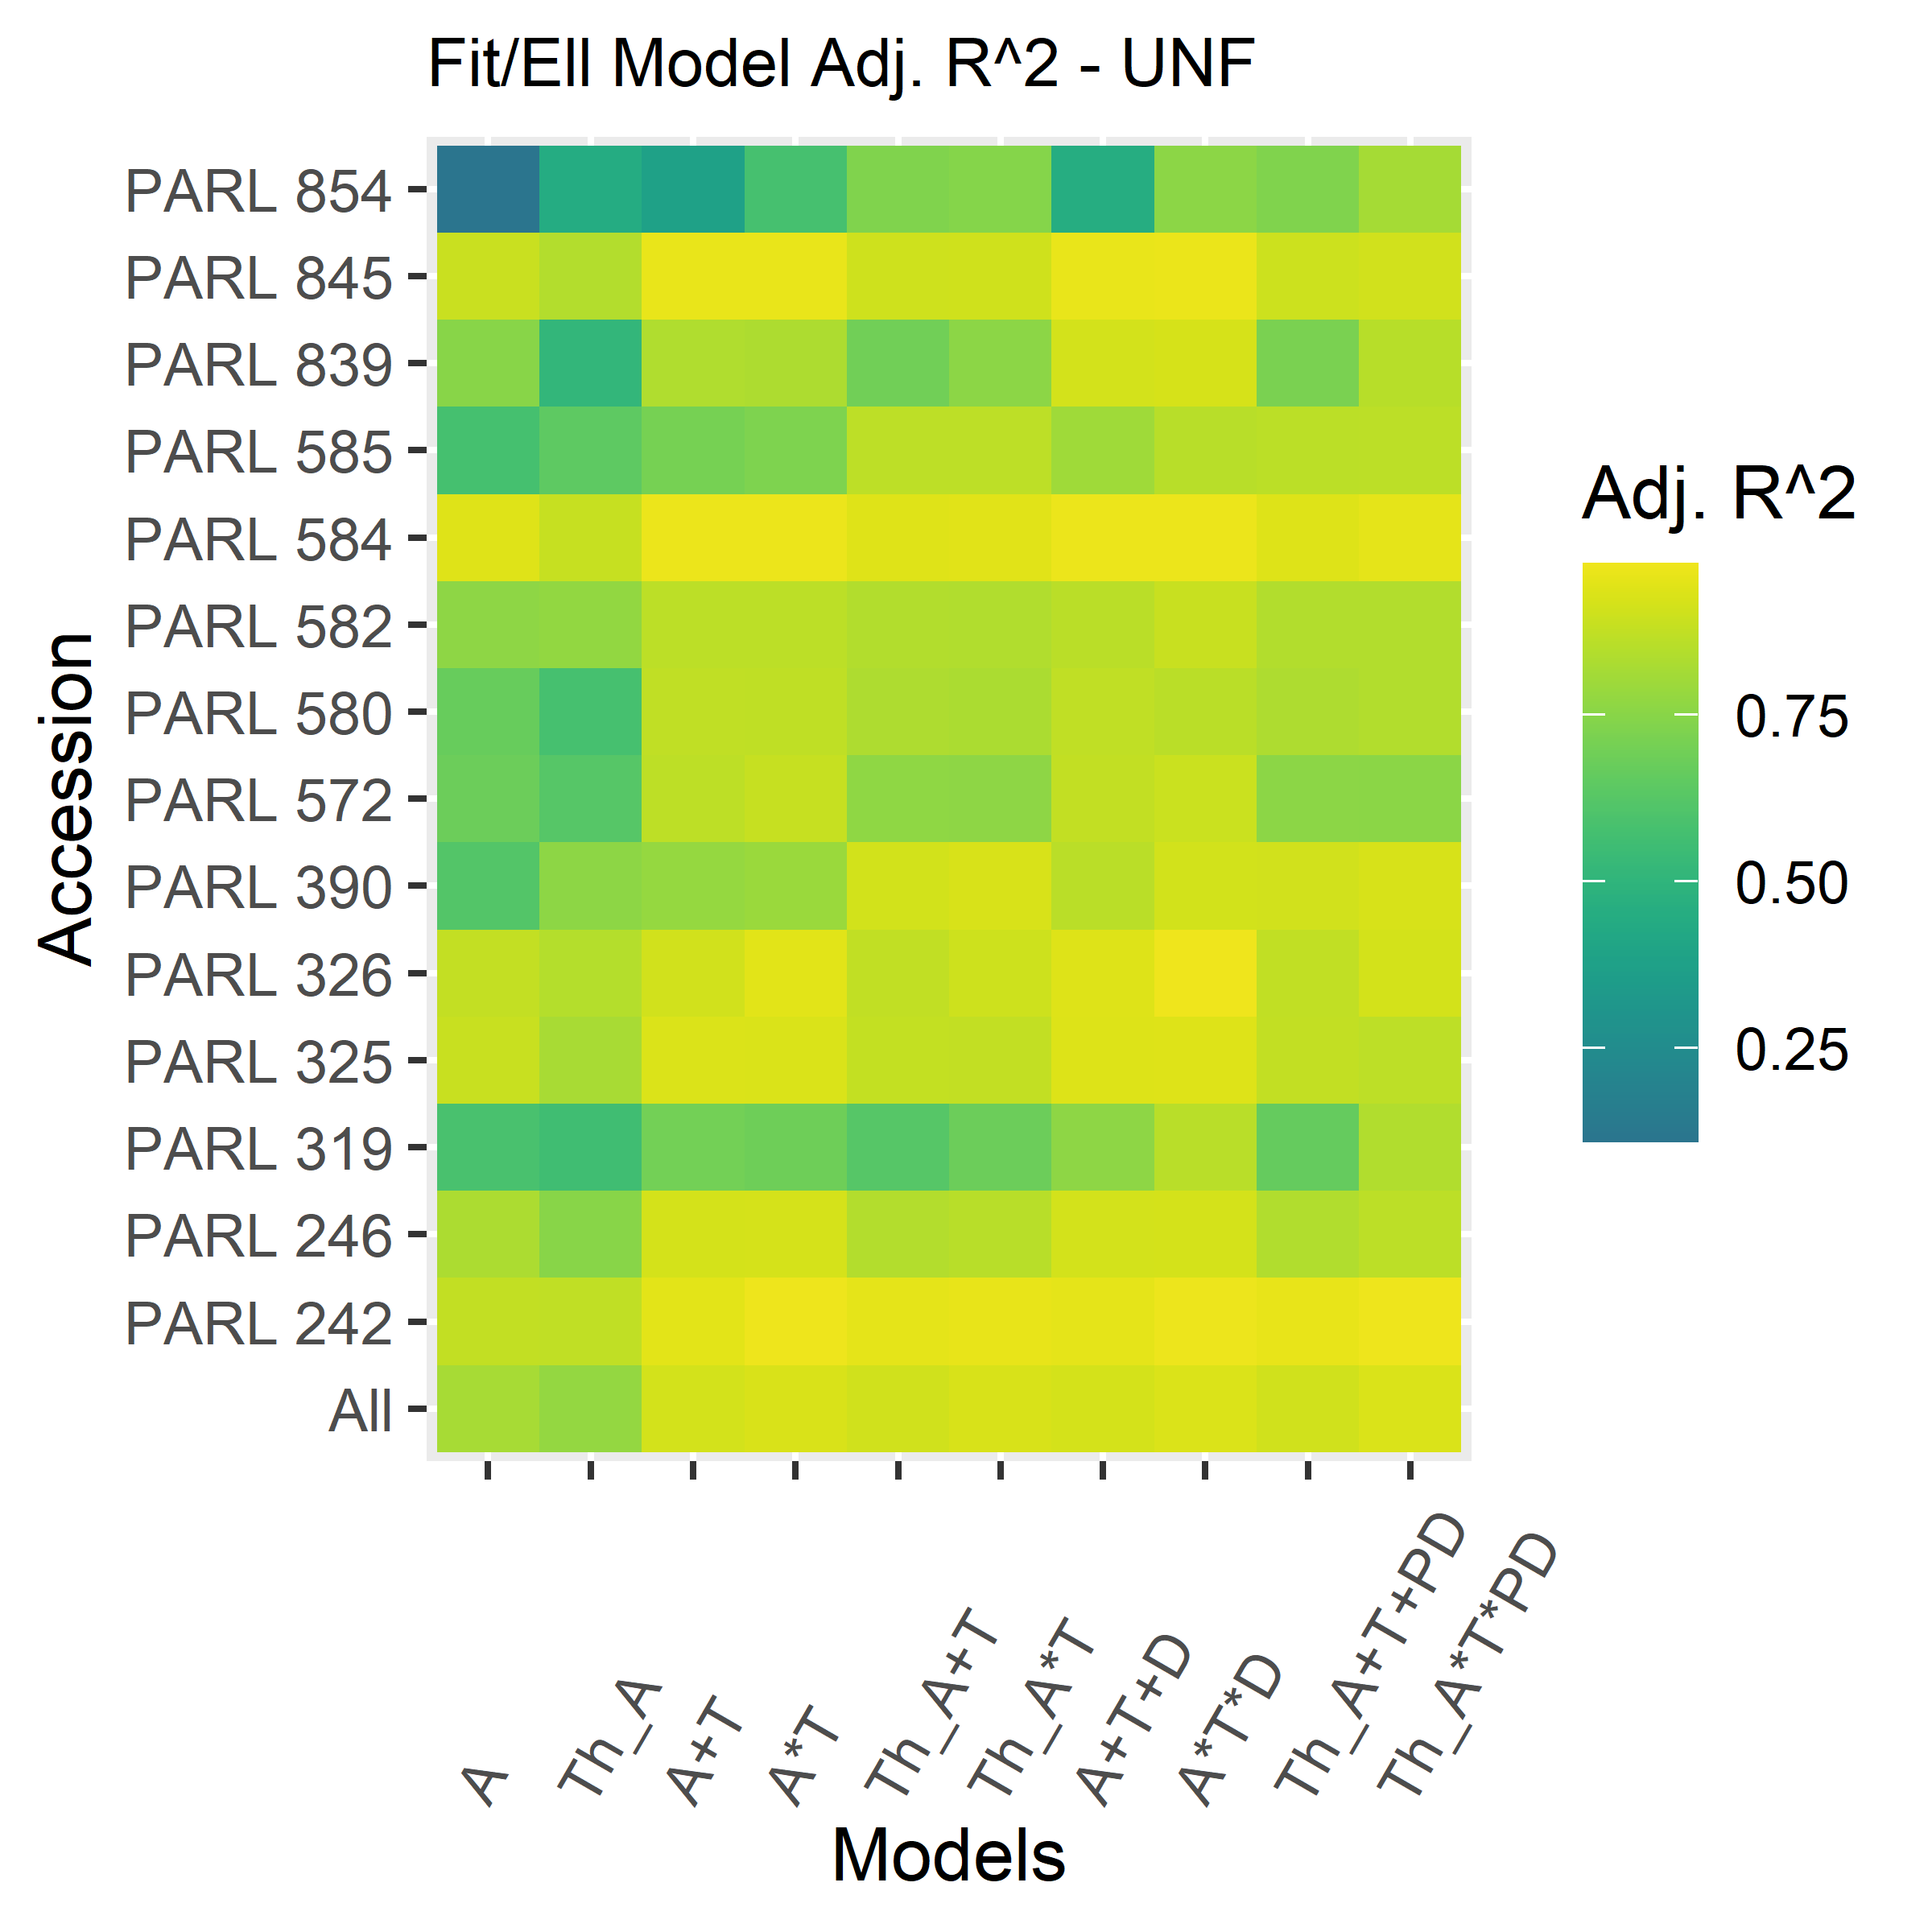 Fit/Ell Model Adj. R^2 - UNF
Accession
PARL 854
PARL 845
PARL 839
PARL 585
PARL 584
PARL 582
PARL 580
PARL 572
PARL 390
PARL 326
PARL 325
PARL 319
PARL 246
PARL 242
All
A
Th_A
A+T
A*T
Th_A+T
Th_A*T
A+T+D
A*T*D
Th_A+T+PD
Th_A*T*PD
Models
Adj. R^2
0.75
0.50
0.25